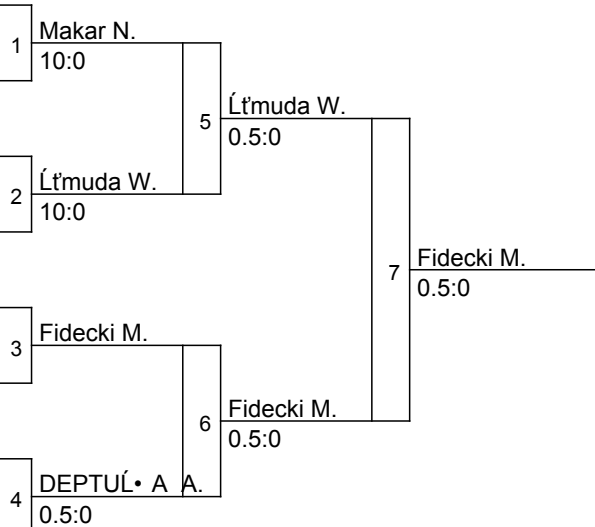 1
Makar N.
10:0
5
Ĺťmuda W.
0.5:0
2
Ĺťmuda W.
10:0
7
Fidecki M.
0.5:0
3
Fidecki M.
6
Fidecki M.
0.5:0
4
DEPTUĹ• A A.
0.5:0